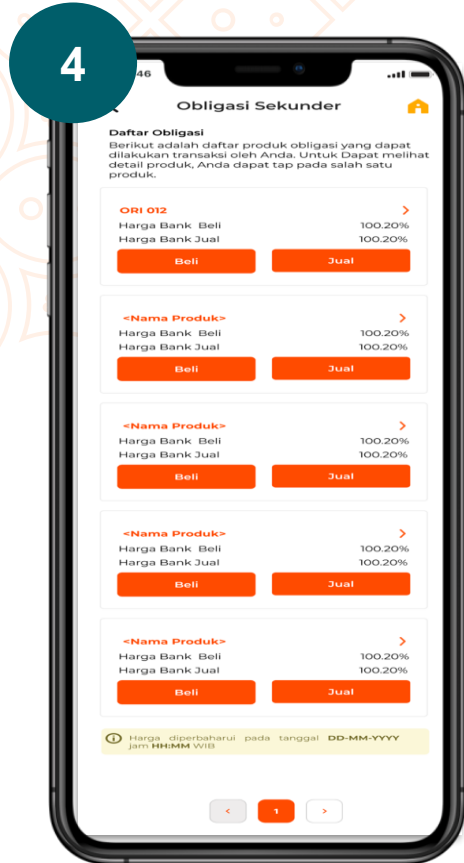 4
46
Obligasi Sekunder
Daftar Obligasi
Berikut adalah daftar produk obligasi yang dapat
dilakukan transaksi oleh Anda. Untuk Dapat melihat
detail produk, Anda dapat tap pada salah satu
produk.
ORI 012 >
Harga Bank Beli 100.20%
Harga Bank Jual 100.20%
Beli Jual
<Nama Produk> >
Harga Bank Beli 100.20%
Harga Bank Jual 100.20%
Beli Jual
<Nama Produk> >
Harga Bank Beli 100.20%
Harga Bank Jual 100.20%
Beli Jual
<Nama Produk> >
Harga Bank Beli 100.20%
Harga Bank Jual 100.20%
Beli Jual
<Nama Produk> >
Harga Bank Beli 100.20%
Harga Bank Jual 100.20%
Beli Jual
Harga diperbaharui pada tanggal DD-MM-YYYY
jam HH:MM WIB
< 1 >